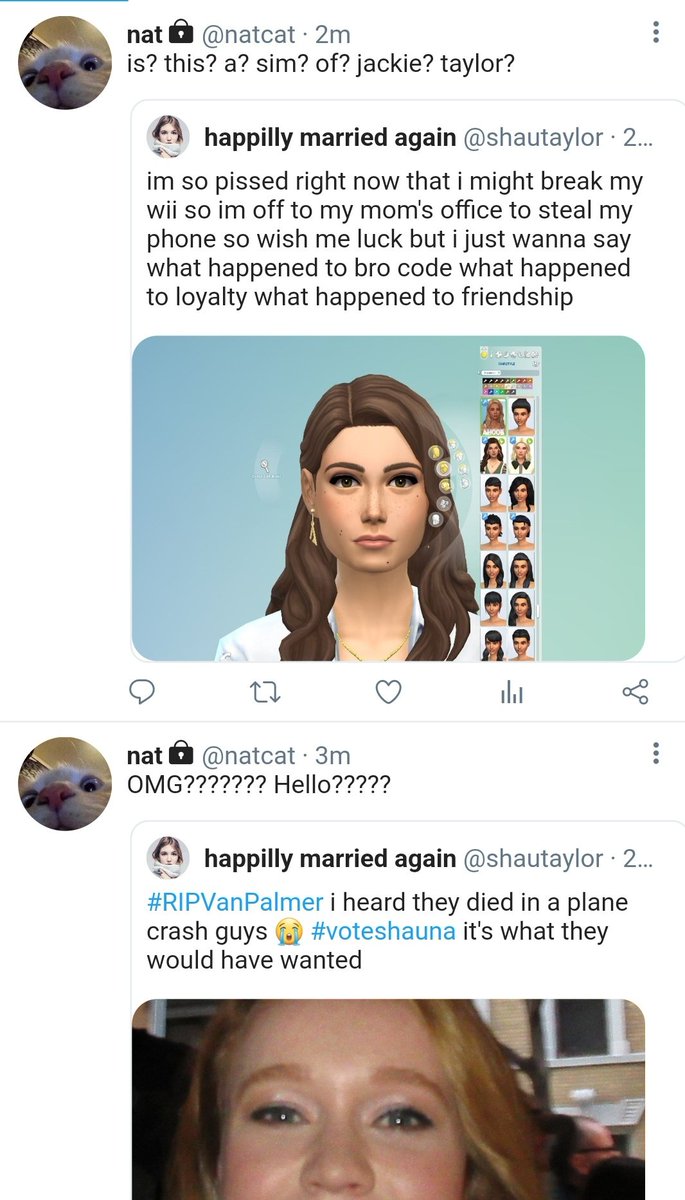 nat @natcat · 2m
is? this? a? sim? of? jackie? taylor?
happilly married again @shautaylor · 2...
im so pissed right now that i might break my
wii so im off to my mom's office to steal my
phone so wish me luck but i just wanna say
what happened to bro code what happened
to loyalty what happened to friendship
nat @natcat · 3m
OMG??????? Hello?????
happilly married again @shautaylor · 2...
#RIPVanPalmer i heard they died in a plane
crash guys 😭 #voteshauna it's what they
would have wanted